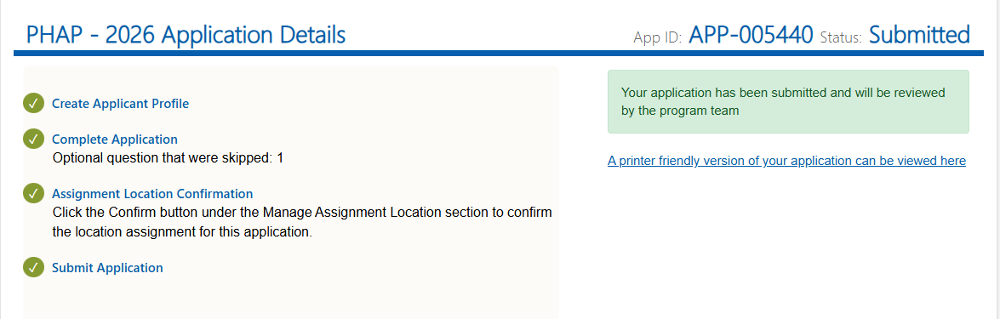 PHAP - 2026 Application Details
App ID: APP-005440 Status: Submitted
Create Applicant Profile
Complete Application
Optional question that were skipped: 1
Assignment Location Confirmation
Click the Confirm button under the Manage Assignment Location section to confirm
the location assignment for this application.
Submit Application
Your application has been submitted and will be reviewed
by the program team
A printer friendly version of your application can be viewed here